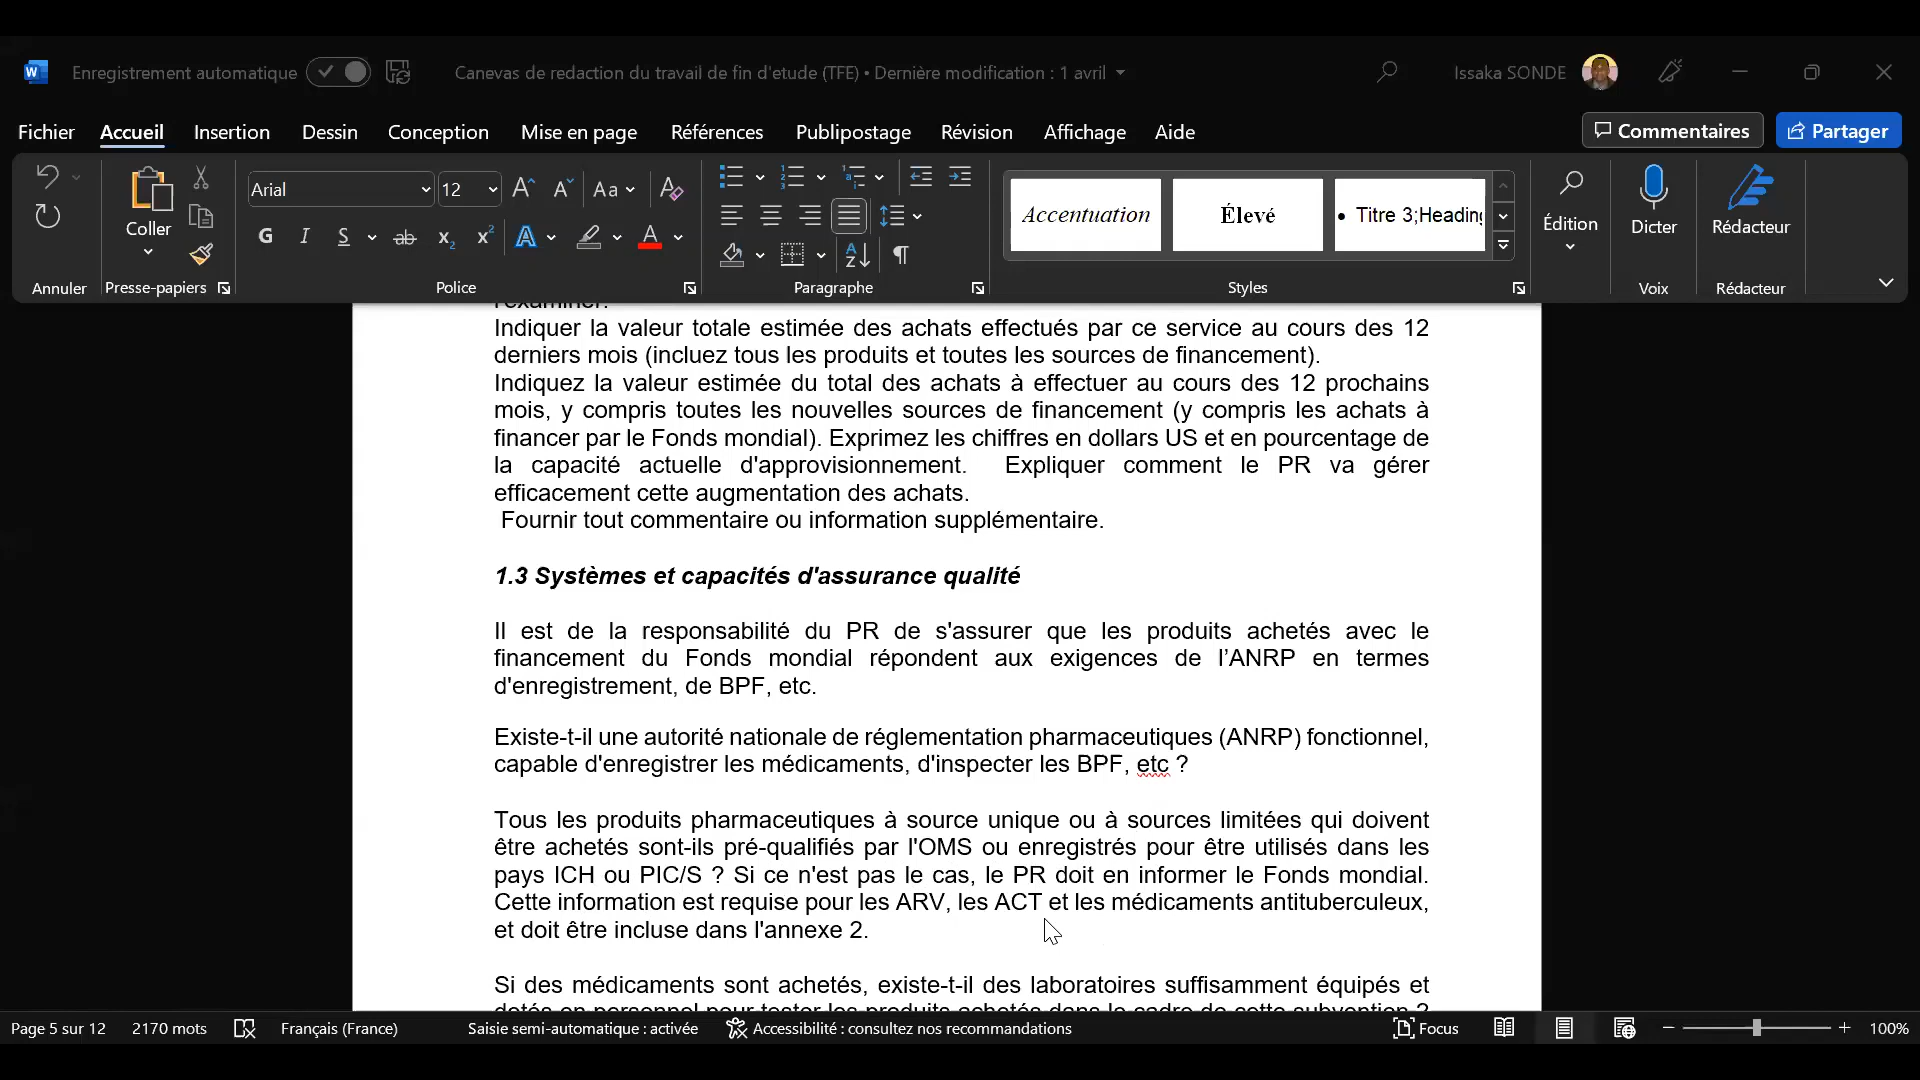 Enregistrement automatique
Canevas de redaction du travail de fin d'etude (TFE) • Dernière modification : 1 avril
Issaka SONDE
Fichier Accueil Insertion Dessin Conception Mise en page Références Publipostage Révision Affichage Aide
Commentaires Partager
Coller
Arial 12
Accentuation Élevé • Titre 3;Heading
Édition Dicter Rédacteur
Annuler Presse-papiers Police Paragraphe Styles Voix Rédacteur
l'examiner.
Indiquer la valeur totale estimée des achats effectués par ce service au cours des 12
derniers mois (incluez tous les produits et toutes les sources de financement).
Indiquez la valeur estimée du total des achats à effectuer au cours des 12 prochains
mois, y compris toutes les nouvelles sources de financement (y compris les achats à
financer par le Fonds mondial). Exprimez les chiffres en dollars US et en pourcentage de
la capacité actuelle d'approvisionnement. Expliquer comment le PR va gérer
efficacement cette augmentation des achats.
Fournir tout commentaire ou information supplémentaire.
1.3 Systèmes et capacités d'assurance qualité
Il est de la responsabilité du PR de s'assurer que les produits achetés avec le
financement du Fonds mondial répondent aux exigences de l’ANRP en termes
d'enregistrement, de BPF, etc.
Existe-t-il une autorité nationale de réglementation pharmaceutiques (ANRP) fonctionnel,
capable d'enregistrer les médicaments, d'inspecter les BPF, etc ?
Tous les produits pharmaceutiques à source unique ou à sources limitées qui doivent
être achetés sont-ils pré-qualifiés par l'OMS ou enregistrés pour être utilisés dans les
pays ICH ou PIC/S ? Si ce n'est pas le cas, le PR doit en informer le Fonds mondial.
Cette information est requise pour les ARV, les ACT et les médicaments antituberculeux,
et doit être incluse dans l'annexe 2.
Si des médicaments sont achetés, existe-t-il des laboratoires suffisamment équipés et
dotés en personnel pour tester les produits achetés dans le cadre de cette subvention ?
Page 5 sur 12 2170 mots Français (France) Saisie semi-automatique : activée Accessibilité : consultez nos recommandations Focus 100%